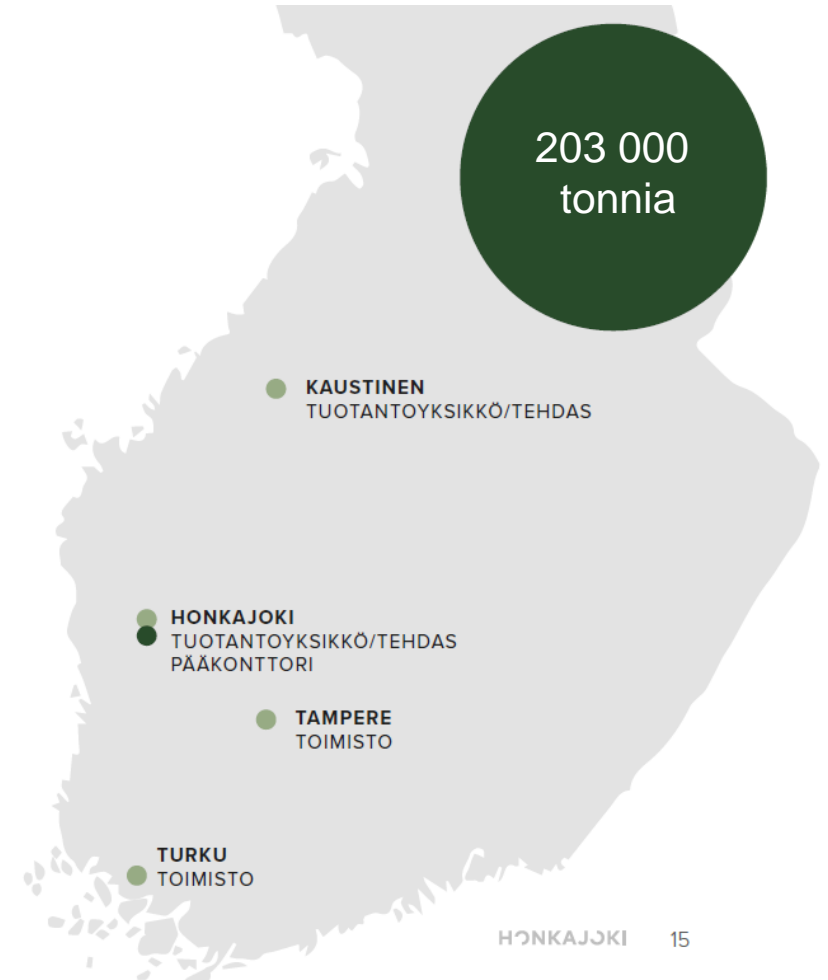 203 000
tonnia
KAUSTINEN
TUOTANTOYKSIKKÖ/TEHDAS
HONKAJOKI
TUOTANTOYKSIKKÖ/TEHDAS
PÄÄKONTTORI
TAMPERE
TOIMISTO
TURKU
TOIMISTO
HONKAJOKI 15